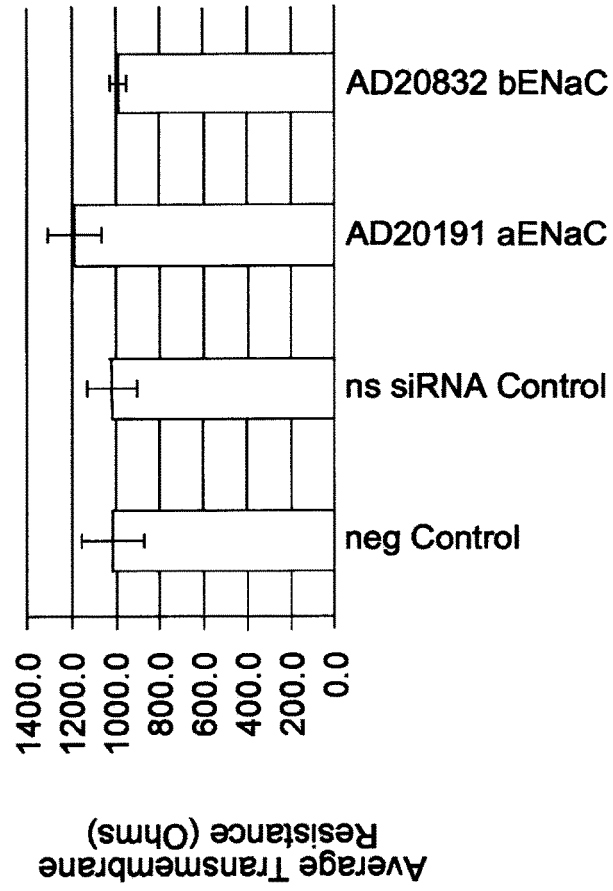 Average Transmembrane
Resistance (Ohms)
1400.0
1200.0
1000.0
800.0
600.0
400.0
200.0
0.0
neg Control
ns siRNA Control
AD20191 aENaC
AD20832 bENaC